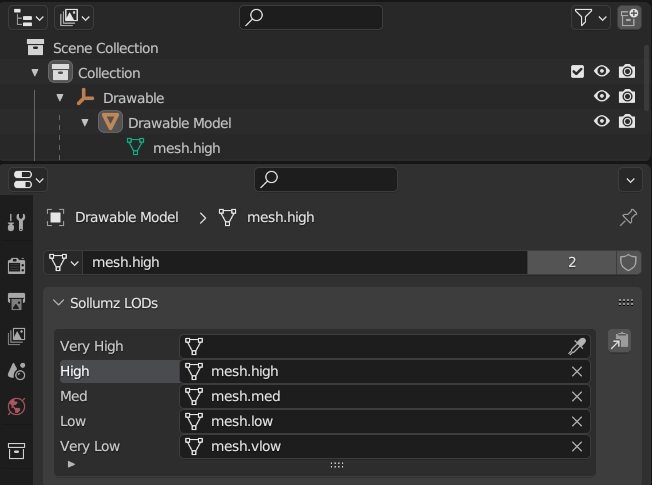 Scene Collection
Collection
Drawable
Drawable Model
mesh.high
Drawable Model > mesh.high
mesh.high 2
Sollumz LODs
Very High
High mesh.high
Med mesh.med
Low mesh.low
Very Low mesh.vlow